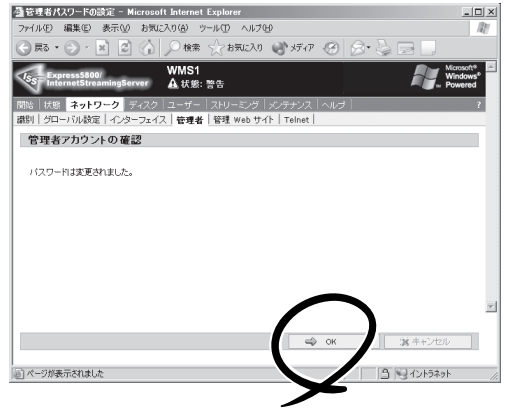 管理者パスワードの設定 - Microsoft Internet Explorer
ファイル(F) 編集(E) 表示(V) お気に入り(A) ツール(T) ヘルプ(H)
戻る 検索 お気に入り メディア
Express5800/
InternetStreamingServer
WMS1
状態: 警告
Microsoft®
Windows®
Powered
開始 状態 ネットワーク ディスク ユーザー ストリーミング メンテナンス ヘルプ ?
識別 グローバル設定 インターフェイス 管理者 管理 Web サイト Telnet
管理者アカウントの確認
パスワードは変更されました。
OK キャンセル
ページが表示されました イントラネット